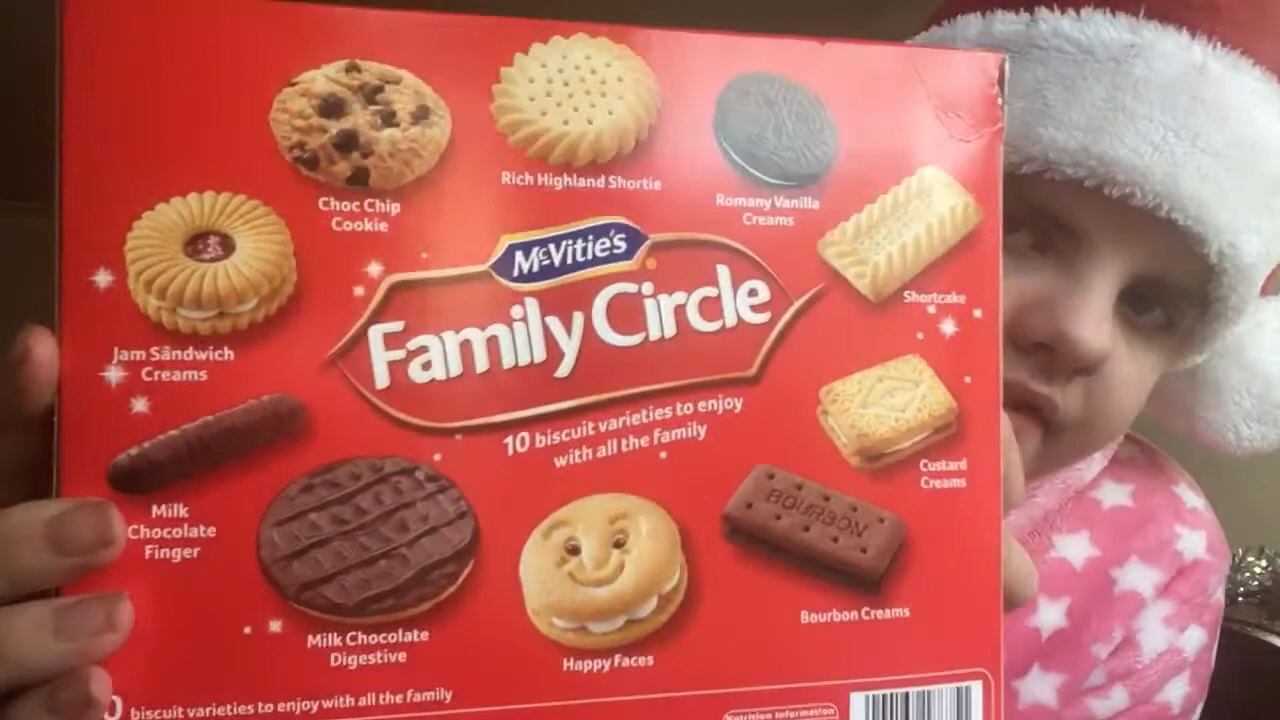 Choc Chip
Cookie
Rich Highland Shortie
Romany Vanilla
Creams
Jam Sandwich
Creams
McVitie's
Family Circle
Shortcake
10 biscuit varieties to enjoy
with all the family
Custard
Creams
Milk
Chocolate
Finger
BOURBON
Bourbon Creams
Milk Chocolate
Digestive
Happy Faces
0 biscuit varieties to enjoy with all the family
Nutrition Information